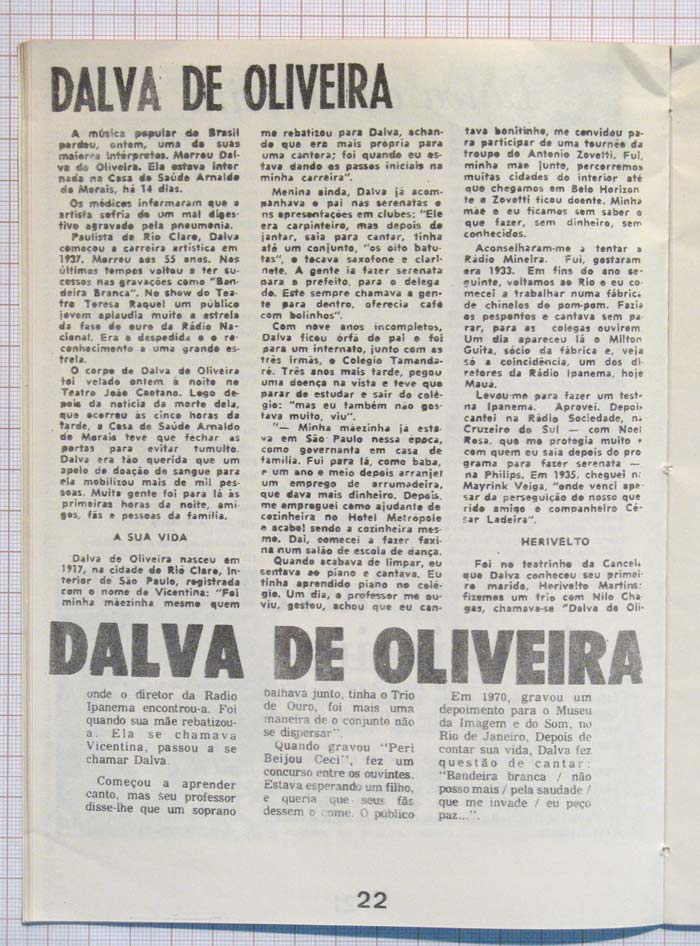 DALVA DE OLIVEIRA
A música popular do Brasil
perdeu, ontem, uma de suas
maiores intérpretes. Morreu Dal-
va de Oliveira. Ela estava inter
nada na Casa de Saúde Arnaldo
de Morais, há 14 dias.
Os médicos informaram que a
artista sofria de um mal diges-
tivo agravado pela pneumonia.
Paulista de Rio Claro, Dalva
começou a carreira artística em
1937. Morreu aos 55 anos. Nos
últimos tempos voltou a ter su-
cessos nas gravações como "Ban-
deira Branca". No show do Tea-
tro Teresa Raquel um público
jovem aplaudiu muito a estrela
da fase de ouro da Rádio Na-
cional. Era a despedida e o re-
conhecimento a uma grande es-
trela.
O corpo de Dalva de Oliveira
foi velado ontem à noite no
Teatro João Caetano. Logo de-
pois da notícia da morte dela,
que ocorreu às cinco horas da
tarde, a Casa de Saúde Arnaldo
de Morais teve que fechar as
portas para evitar tumulto.
Dalva era tão querida que um
apelo de doação de sangue para
ela mobilizou mais de mil pes-
soas. Muita gente foi para lá às
primeiras horas da noite, ami-
gos, fãs e pessoas da família.
A SUA VIDA
Dalva de Oliveira nasceu em
1917, na cidade de Rio Claro, In-
terior de São Paulo, registrada
com o nome de Vicentina: "Foi
minha mãezinha mesme quem
me rebatizou para Dalva, achan-
do que era mais própria para
uma cantora; foi quando eu es-
tava dando os passos iniciais na
minha carreira".
Menina ainda, Dalva já acom-
panhava o pai nas serenatas e
nas apresentações em clubes: "Ele
era carpinteiro, mas depois do
jantar, saia para cantar, tinha
até um conjunto, "os oito batu-
tas", e tocava saxofone e clari-
nete. A gente ia fazer serenata
para o prefeito, para o delega
do. Este sempre chamava a gen-
te para dentro, oferecia café
com bolinhos".
Com nove anos incompletos,
Dalva ficou órfã de pai e foi
para um internato, junto com as
três irmãs, o Colégio Tamanda-
ré. Três anos mais tarde, pegou
uma doença na vista e teve que
parar de estudar e sair do colé-
gio: "mas eu também não gos-
tava muito, viu".
"— Minha mãezinha já esta-
va em São Paulo nessa época,
como governanta em casa de
família. Fui para lá, como baba,
e um ano e meio depois arranjei
um emprego de arrumadeira,
que dava mais dinheiro. Depois,
me empreguei como ajudante de
cozinheira no Hotel Metrópole
e acabei sendo a cozinheira mes-
mo. Dai, comecei a fazer faxi-
na num salão de escola de dança.
Quando acabava de limpar, eu
sentava ao piano e cantava. Eu
tinha aprendido piano no colé-
gio. Um dia, o professor me ou-
viu, gostou, achou que eu can-
tava bonitinho, me convidou pa-
ra participar de uma tournée da
troupe de Antonio Zovetti. Fui,
minha mãe junto, percorremos
muitas cidades do interior até
que chegamos em Belo Horizon
te e Zovetti ficou doente. Minha
mãe e eu ficamos sem saber o
que fazer, sem dinheiro, sem
conhecidos.
Aconselharam-me a tentar a
Rádio Mineira. Fui, gostaram
era 1933. Em fins do ano se-
guinte, voltamos ao Rio e eu co-
mecei a trabalhar numa fábrica
de chinelos de pom-pom. Fazia
os pespontos e cantava sem pa-
rar, para as colegas ouvirem
Um dia apareceu lá o Milton
Guita, sócio da fábrica e, veja
só a coincidência, um dos di-
retores da Rádio Ipanema, hoje
Mauá.
Levou-me para fazer um test-
na Ipanema. Aprovei. Depois
cantei na Rádio Sociedade, na
Cruzeiro do Sul — com Noel
Rosa, que me protegia muito e
com quem eu saia depois do pro
grama para fazer serenata —
na Philips. Em 1935, cheguei na
Mayrink Veiga, "onde venci ape-
sar da perseguição do nosso que
rido amigo e companheiro Cé-
sar Ladeira".
HERIVELTO
Foi no teatrinho da Cancela
que Dalva conheceu seu primei-
ro marido, Herivelto Martins:
fizemos um trio com Nilo Cha-
gas, chamava-se "Dalva de Oli-
DALVA DE OLIVEIRA
onde o diretor da Radio
Ipanema encontrou-a. Foi
quando sua mãe rebatizou-
a. Ela se chamava
Vicentina, passou a se
chamar Dalva.
Começou a aprender
canto, mas seu professor
disse-lhe que um soprano
balhava junto, tinha o Trio
de Ouro, foi mais uma
maneira de o conjunto não
se dispersar".
Quando gravou "Peri
Beijou Ceci", fez um
concurso entre os ouvintes.
Estava esperando um filho,
e queria que seus fãs
dessem o nome. O público
Em 1970, gravou um
depoimento para o Museu
da Imagem e do Som, no
Rio de Janeiro, Depois de
contar sua vida, Dalva fez
questão de cantar:
"Bandeira branca / não
posso mais / pela saudade /
que me invade / eu peço
paz...".
22